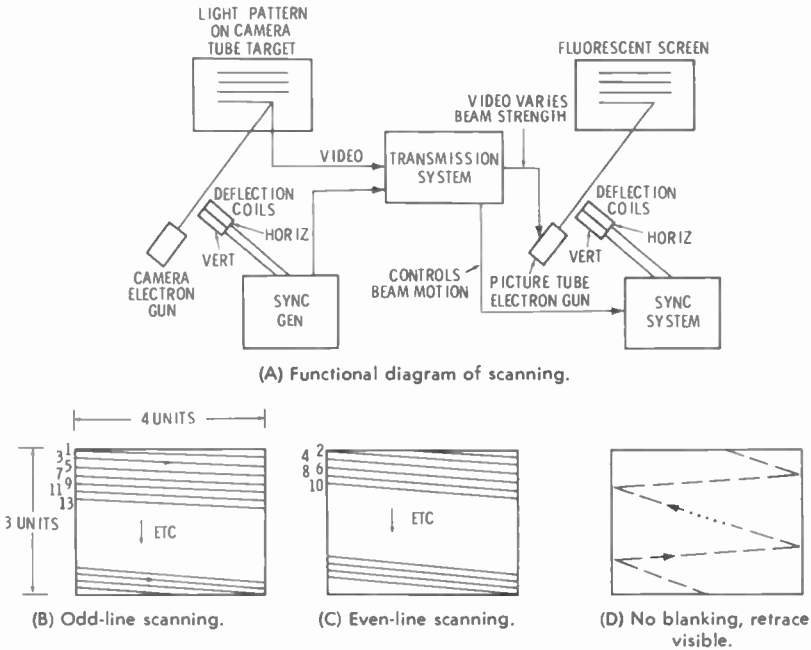 LIGHT PATTERN
ON CAMERA
TUBE TARGET
FLUORESCENT SCREEN
VIDEO VARIES
BEAM STRENGTH
VIDEO
TRANSMISSION
SYSTEM
DEFLECTION
COILS
HORIZ
VERT
CAMERA
ELECTRON
GUN
SYNC
GEN
CONTROLS
BEAM MOTION
PICTURE TUBE
ELECTRON GUN
DEFLECTION
COILS
HORIZ
VERT
SYNC
SYSTEM
(A) Functional diagram of scanning.
4 UNITS
3 UNITS
1
3
5
7
9
11
13
ETC
(B) Odd-line scanning.
2
4
6
8
10
ETC
(C) Even-line scanning.
(D) No blanking, retrace
visible.